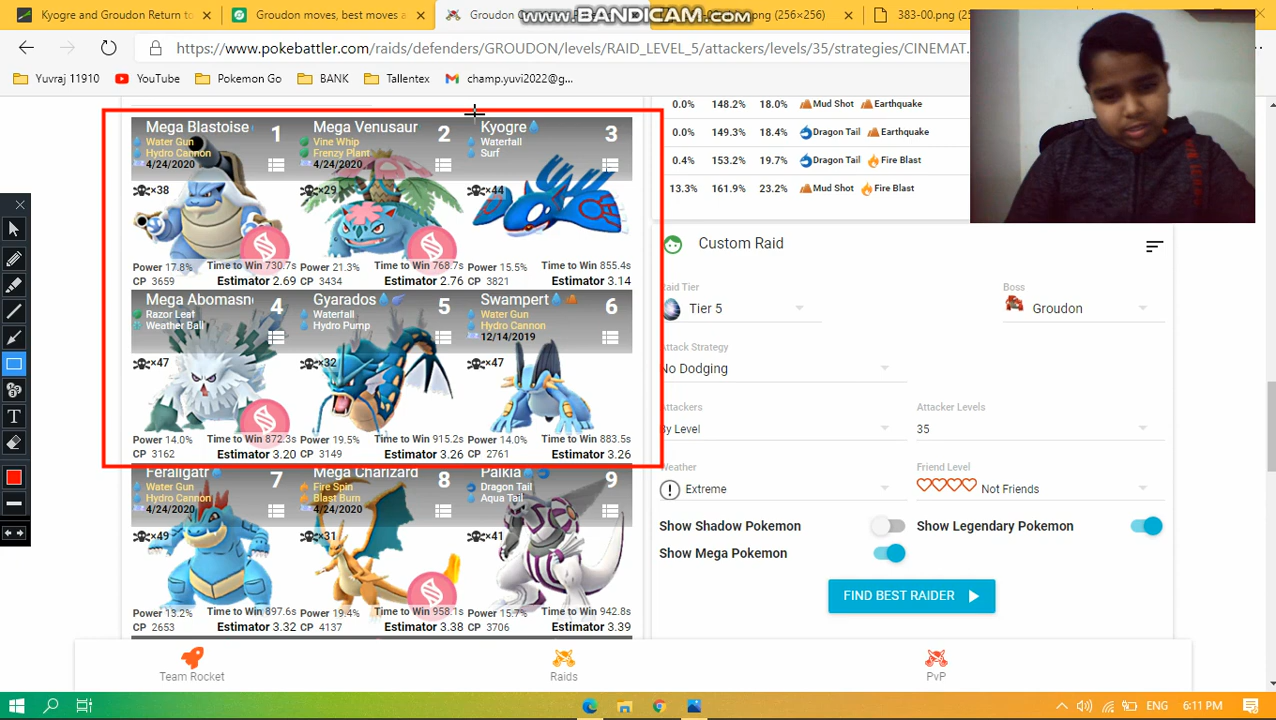 Kyogre and Groudon Return to
Groudon moves, best moves a
Groudon C
www.BANDICAM.com
png (256×256)
383-00.png (25
https://www.pokebattler.com/raids/defenders/GROUDON/levels/RAID_LEVEL_5/attackers/levels/35/strategies/CINEMAT
Yuvraj 11910
YouTube
Pokemon Go
BANK
Tallentex
champ.yuvi2022@g...
0.0% 148.2% 18.0% Mud Shot Earthquake
0.0% 149.3% 18.4% Dragon Tail Earthquake
0.4% 153.2% 19.7% Dragon Tail Fire Blast
13.3% 161.9% 23.2% Mud Shot Fire Blast
Mega Blastoise 1
Water Gun
Hydro Cannon
4/24/2020
×38
Power 17.8% Time to Win 730.7s
CP 3659 Estimator 2.69
Mega Venusaur 2
Vine Whip
Frenzy Plant
4/24/2020
×29
Power 21.3% Time to Win 768.7s
CP 3434 Estimator 2.76
Kyogre 3
Waterfall
Surf
×44
Power 15.5% Time to Win 855.4s
CP 3821 Estimator 3.14
Mega Abomasn 4
Razor Leaf
Weather Ball
×47
Power 14.0% Time to Win 872.3s
CP 3162 Estimator 3.20
Gyarados 5
Waterfall
Hydro Pump
×32
Power 19.5% Time to Win 915.2s
CP 3149 Estimator 3.26
Swampert 6
Water Gun
Hydro Cannon
12/14/2019
×47
Power 14.0% Time to Win 883.5s
CP 2761 Estimator 3.26
Feraligatr 7
Water Gun
Hydro Cannon
4/24/2020
×49
Power 13.2% Time to Win 897.6s
CP 2653 Estimator 3.32
Mega Charizard 8
Fire Spin
Blast Burn
4/24/2020
×31
Power 19.4% Time to Win 958.1s
CP 4137 Estimator 3.38
Palkia 9
Dragon Tail
Aqua Tail
×41
Power 15.7% Time to Win 942.8s
CP 3706 Estimator 3.39
Custom Raid
Raid Tier
Tier 5
Boss
Groudon
Attack Strategy
No Dodging
Attackers
By Level
Attacker Levels
35
Weather
Extreme
Friend Level
Not Friends
Show Shadow Pokemon
Show Legendary Pokemon
Show Mega Pokemon
FIND BEST RAIDER
Team Rocket
Raids
PvP
T
ENG
6:11 PM